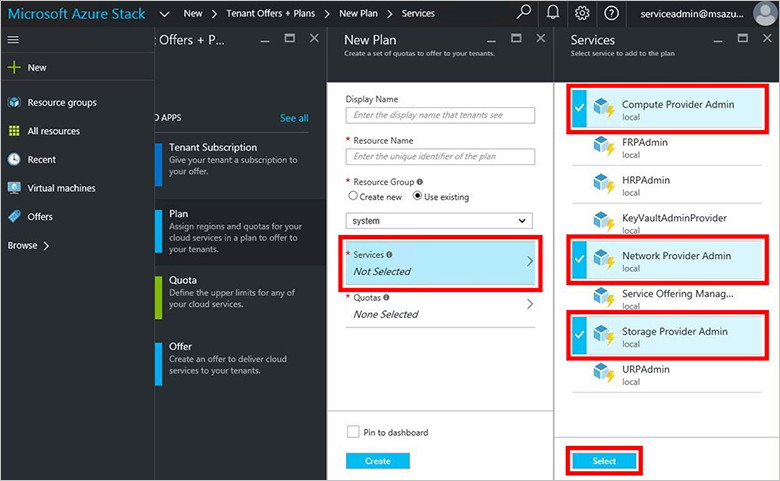 Microsoft Azure Stack New Tenant Offers + Plans New Plan Services serviceadmin@msazu...
New
Resource groups
All resources
Recent
Virtual machines
Offers
Browse
Offers + P...
D APPS See all
Tenant Subscription
Give your tenant a subscription to
your offer.
Plan
Assign regions and quotas for your
cloud services in a plan to offer to
your tenants.
Quota
Define the upper limits for any of
your cloud services.
Offer
Create an offer to deliver cloud
services to your tenants.
New Plan
Create a set of quotas to offer to your tenants.
Display Name
Enter the display name that tenants see
* Resource Name
Enter the unique identifier of the plan
* Resource Group
Create new Use existing
system
* Services
Not Selected
* Quotas
None Selected
Pin to dashboard
Create
Services
Select service to add to the plan
Compute Provider Admin
local
FRPAdmin
local
HRPAdmin
local
KeyVaultAdminProvider
local
Network Provider Admin
local
Service Offering Manag...
local
Storage Provider Admin
local
URPAdmin
local
Select